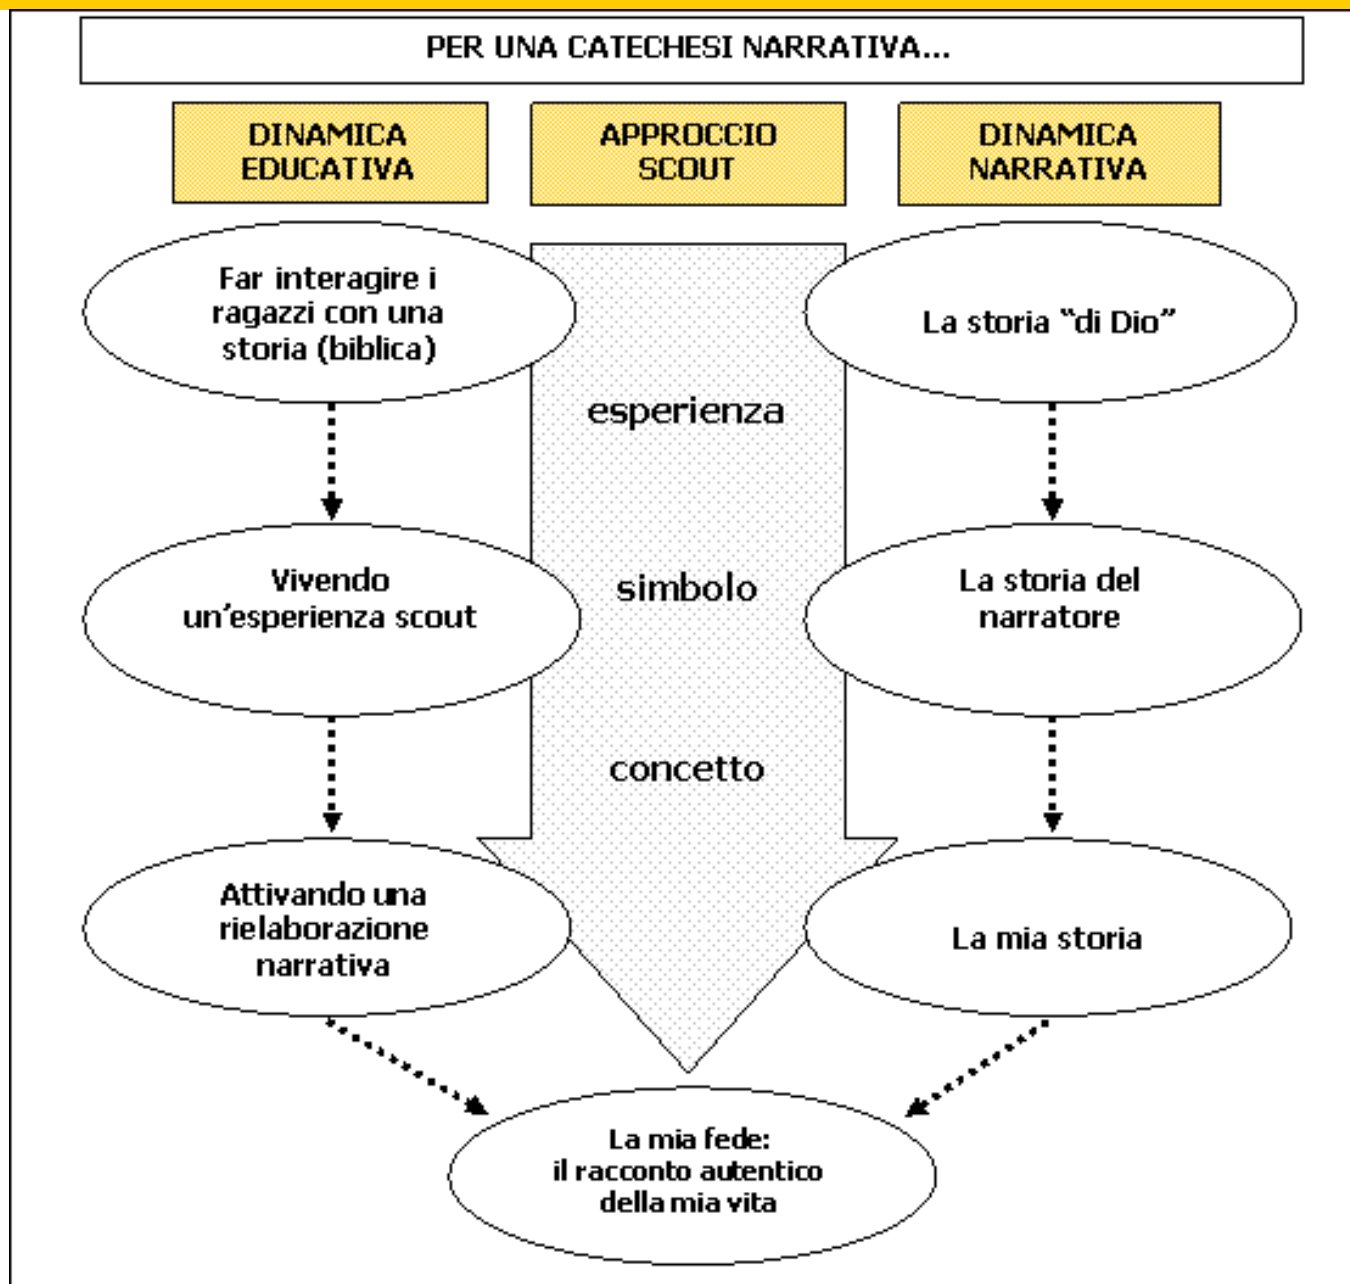 PER UNA CATECHESI NARRATIVA...
DINAMICA
EDUCATIVA
APPROCCIO
SCOUT
DINAMICA
NARRATIVA
Far interagire i
ragazzi con una
storia (biblica)
esperienza
La storia “di Dio”
Vivendo
un’esperienza scout
simbolo
La storia del
narratore
concetto
Attivando una
rielaborazione
narrativa
La mia storia
La mia fede:
il racconto autentico
della mia vita